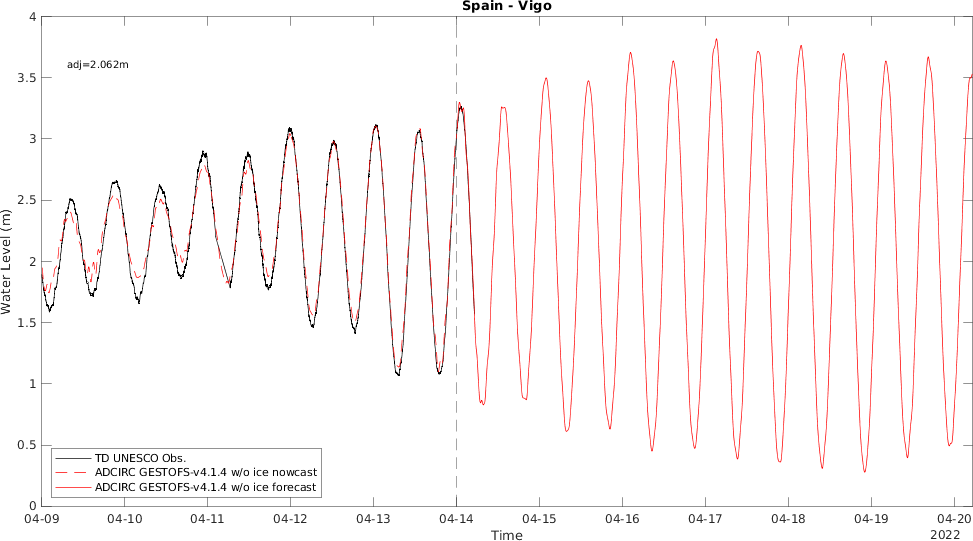 Spain - Vigo
4
3.5
3
2.5
2
1.5
1
0.5
0
Water Level (m)
adj=2.062m
TD UNESCO Obs.
ADCIRC GESTOFS-v4.1.4 w/o ice nowcast
ADCIRC GESTOFS-v4.1.4 w/o ice forecast
04-09 04-10 04-11 04-12 04-13 04-14 04-15 04-16 04-17 04-18 04-19 04-20
Time
2022